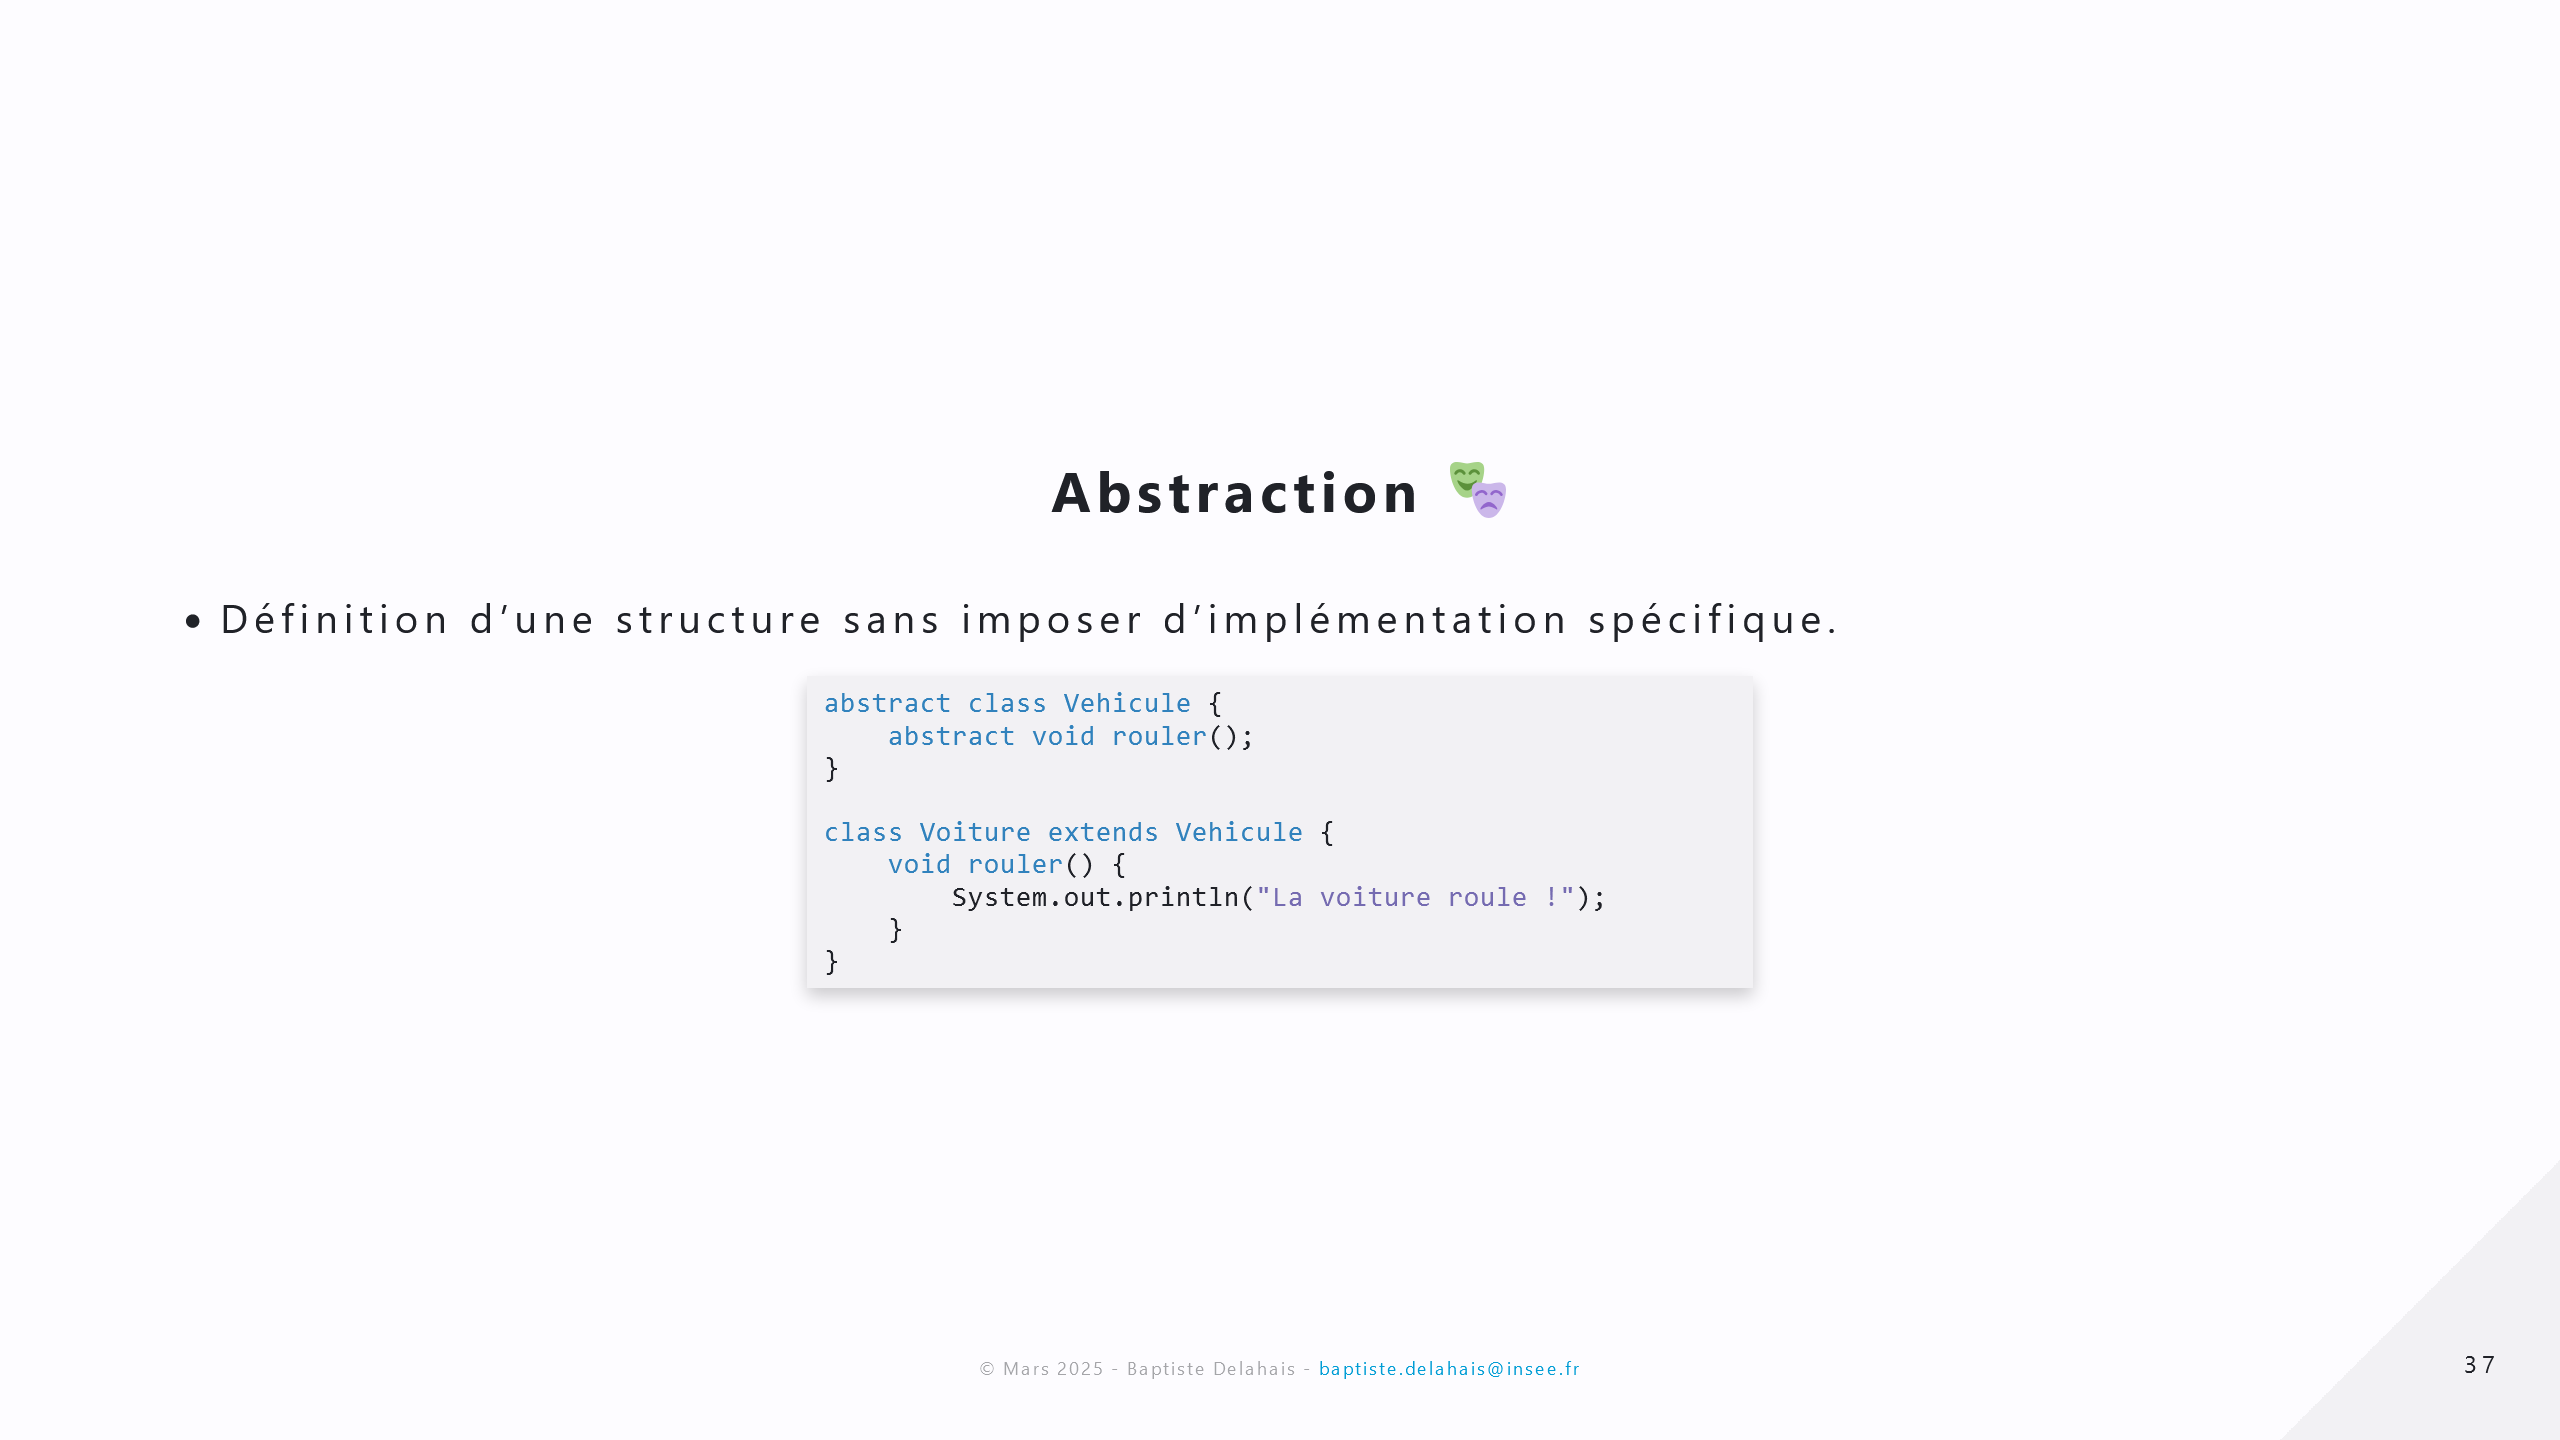 Abstraction 🎭
• Définition d’une structure sans imposer d’implémentation spécifique.
abstract class Vehicule {
    abstract void rouler();
}

class Voiture extends Vehicule {
    void rouler() {
        System.out.println("La voiture roule !");
    }
}
© Mars 2025 - Baptiste Delahais - baptiste.delahais@insee.fr
37